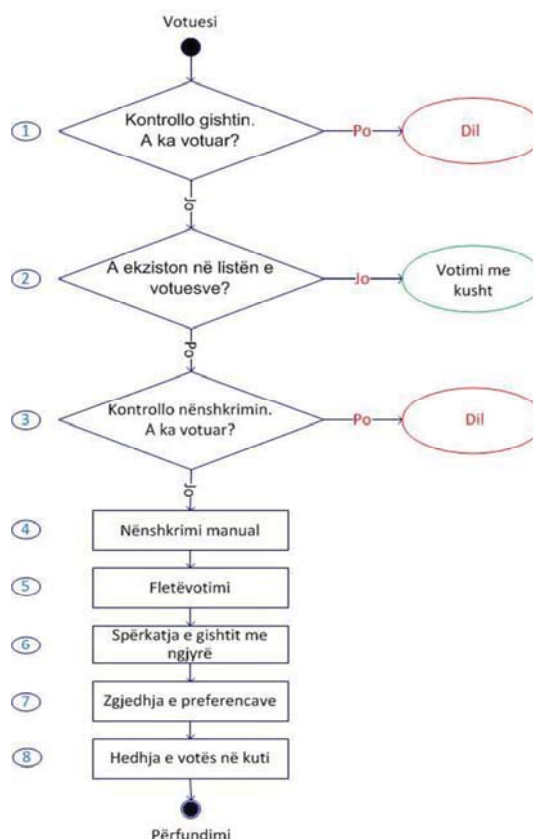 Votuesi
1
Kontrollo gishtin.
A ka votuar?
Po
Dil
Jo
2
A ekziston në listën e
votuesve?
Jo
Votimi me
kusht
Po
3
Kontrollo nënshkrimin.
A ka votuar?
Po
Dil
Jo
4
Nënshkrimi manual
5
Fletëvotimi
6
Spërkatja e gishtit me
ngjyrë
7
Zgjedhja e preferencave
8
Hedhja e votës në kuti
Përfundimi